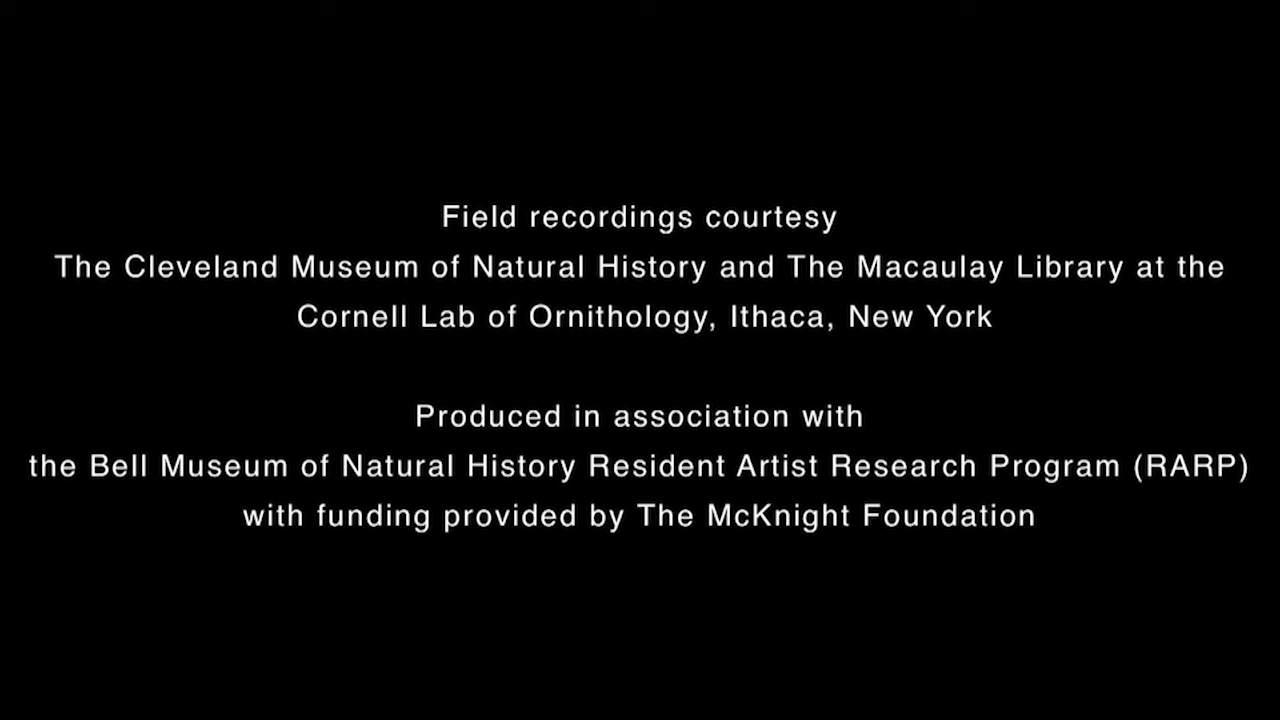 Field recordings courtesy
The Cleveland Museum of Natural History and The Macaulay Library at the
Cornell Lab of Ornithology, Ithaca, New York
Produced in association with
the Bell Museum of Natural History Resident Artist Research Program (RARP)
with funding provided by The McKnight Foundation